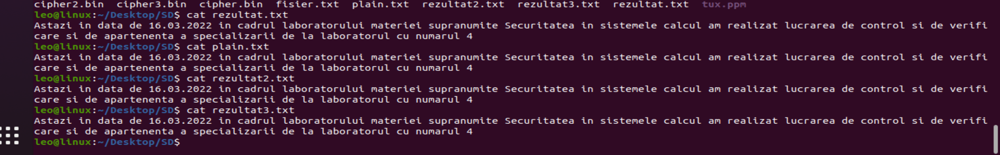 cipher2.bin  cipher3.bin  cipher.bin  fisier.txt  plain.txt  rezultat2.txt  rezultat3.txt  rezultat.txt  tux.ppm
leo@linux:~/Desktop/SD$ cat rezultat.txt
Astazi in data de 16.03.2022 in cadrul laboratorului materiei supranumite Securitatea in sistemele calcul am realizat lucrarea de control si de verifi
care si de apartenenta a specializarii de la laboratorul cu numarul 4
leo@linux:~/Desktop/SD$ cat plain.txt
Astazi in data de 16.03.2022 in cadrul laboratorului materiei supranumite Securitatea in sistemele calcul am realizat lucrarea de control si de verifi
care si de apartenenta a specializarii de la laboratorul cu numarul 4
leo@linux:~/Desktop/SD$ cat rezultat2.txt
Astazi in data de 16.03.2022 in cadrul laboratorului materiei supranumite Securitatea in sistemele calcul am realizat lucrarea de control si de verifi
care si de apartenenta a specializarii de la laboratorul cu numarul 4
leo@linux:~/Desktop/SD$ cat rezultat3.txt
Astazi in data de 16.03.2022 in cadrul laboratorului materiei supranumite Securitatea in sistemele calcul am realizat lucrarea de control si de verifi
care si de apartenenta a specializarii de la laboratorul cu numarul 4
leo@linux:~/Desktop/SD$